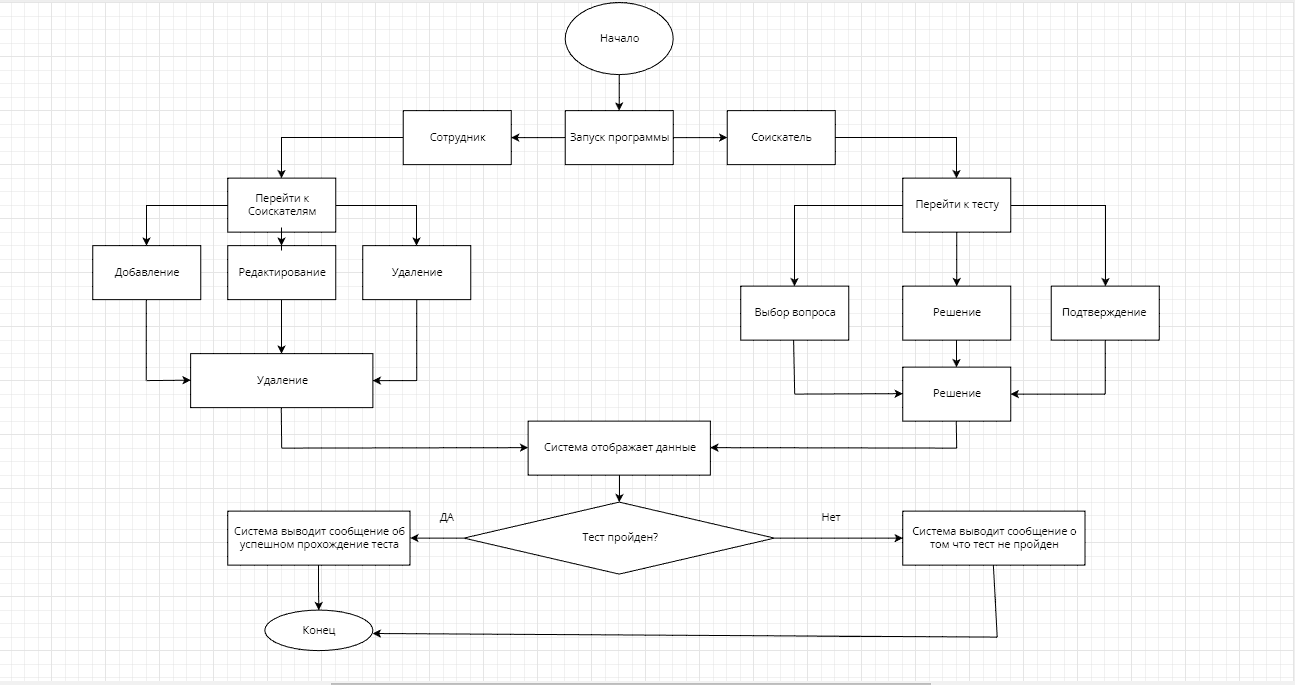 Начало
Сотрудник
Запуск программы
Соискатель
Перейти к
Соискателям
Перейти к тесту
Добавление
Редактирование
Удаление
Выбор вопроса
Решение
Подтверждение
Удаление
Решение
Система отображает данные
ДА
Нет
Система выводит сообщение об
успешном прохождение теста
Тест пройден?
Система выводит сообщение о
том что тест не пройден
Конец